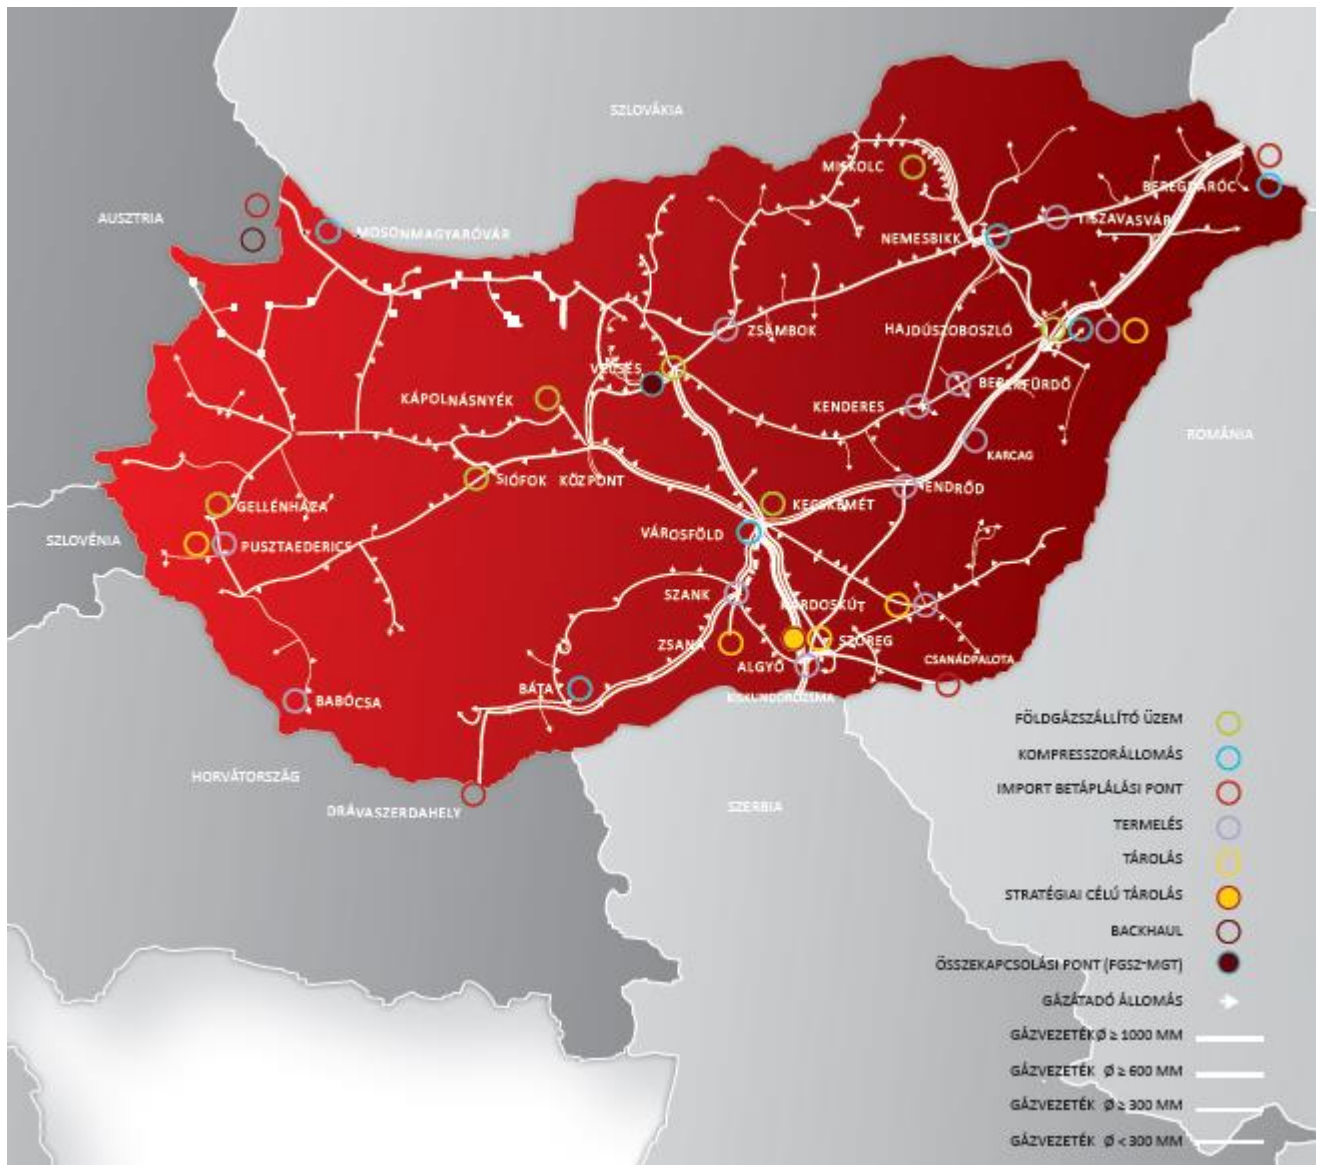 SZLOVÁKIA
AUSZTRIA
MOSONMAGYARÓVÁR
MISKOLC
BEREGDARÓC
TISZAVASVÁRI
NEMESBIKK
ZSÁMBOK
HAJDÚSZOBOSZLÓ
VECSÉS
KÁPOLNÁSNYÉK
BEREKFÜRDŐ
KENDERES
ROMÁNIA
KARCAG
SIÓFOK KÖZPONT
ENDRŐD
GELLÉNHÁZA
KECSKEMÉT
VÁROSFÖLD
SZLOVÉNIA
PUSZTAEDERICS
SZANK
KARDOSKÚT
ZSANA
SZŐREG
ALGYŐ
CSANÁDPALOTA
BÁTA
KISKUNDOROZSMA
BABÓCSA
HORVÁTORSZÁG
DRÁVASZERDAHELY
SZERBIA
FÖLDGÁZSZÁLLÍTÓ ÜZEM
KOMPRESSZORÁLLOMÁS
IMPORT BETÁPLÁLÁSI PONT
TERMELÉS
TÁROLÁS
STRATÉGIAI CÉLÚ TÁROLÁS
BACKHAUL
ÖSSZEKAPCSOLÁSI PONT (FGSZ-MGT)
GÁZÁTADÓ ÁLLOMÁS
GÁZVEZETÉK Ø ≥ 1000 MM
GÁZVEZETÉK Ø ≥ 600 MM
GÁZVEZETÉK Ø ≥ 300 MM
GÁZVEZETÉK Ø < 300 MM